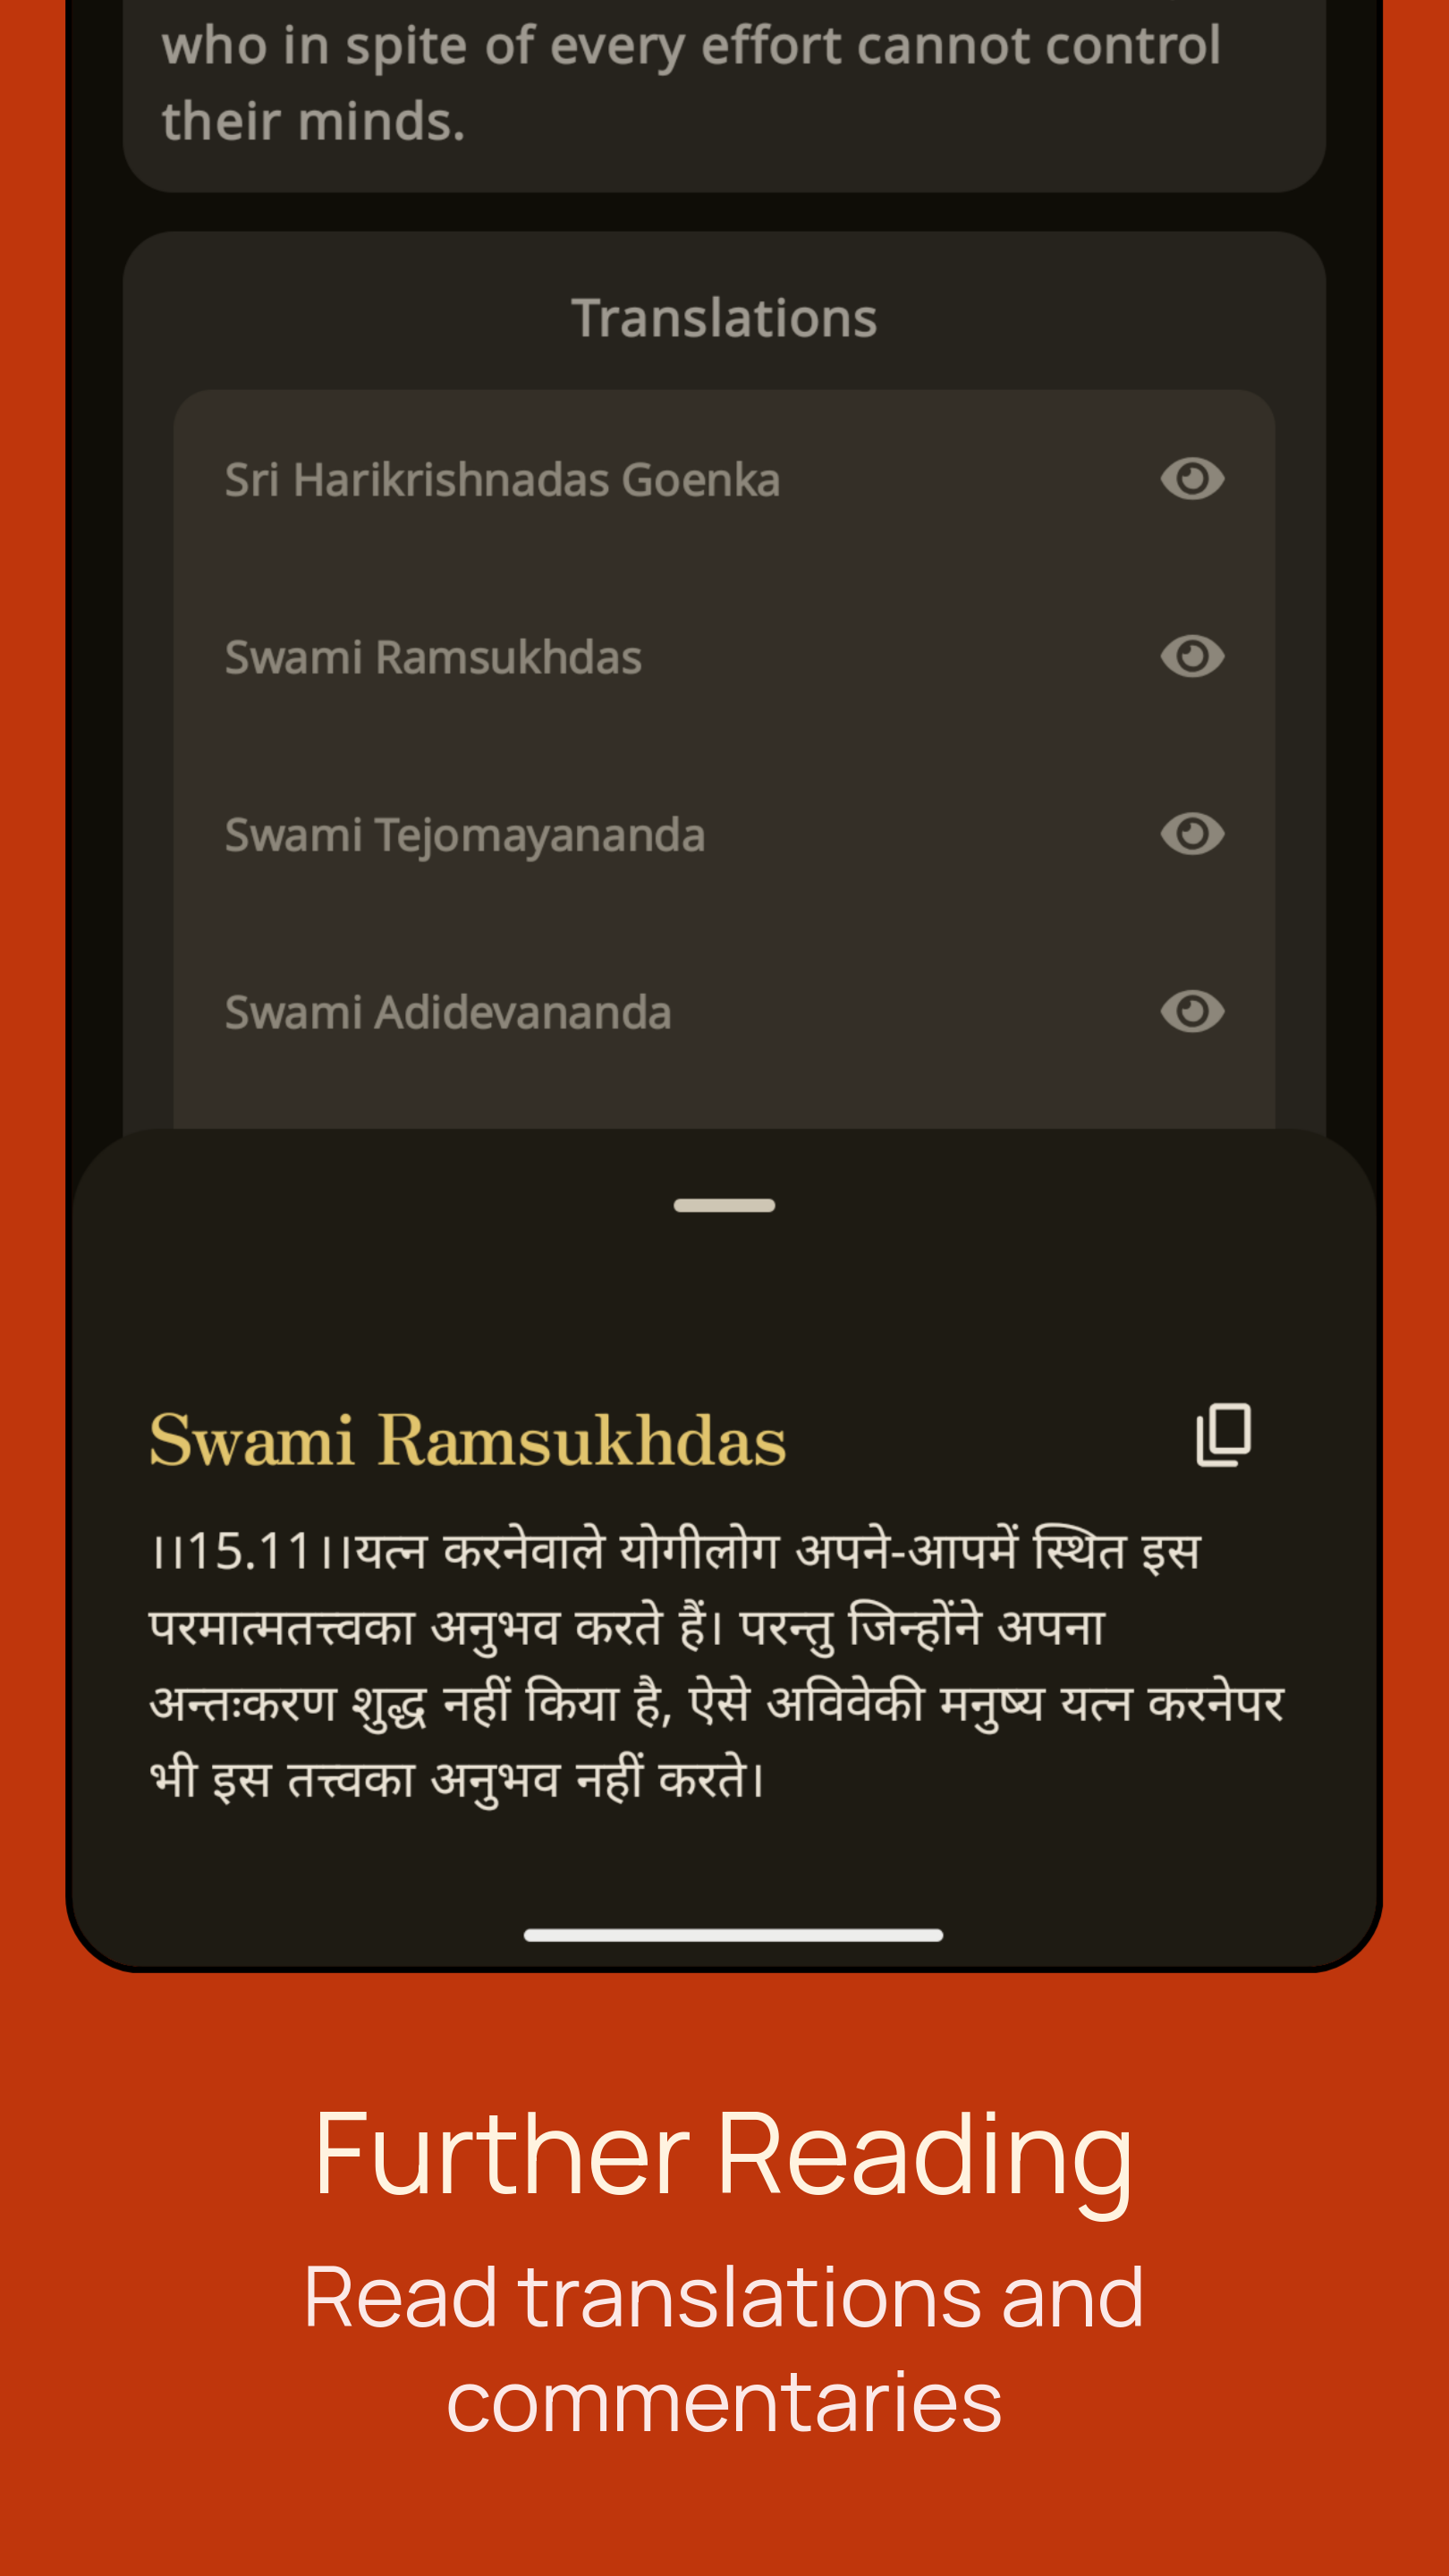 who in spite of every effort cannot control
their minds.
Translations
Sri Harikrishnadas Goenka
Swami Ramsukhdas
Swami Tejomayananda
Swami Adidevananda
Swami Ramsukhdas
।।15.11।।यत्न करनेवाले योगीलोग अपने-आपमें स्थित इस
परमात्मतत्त्वका अनुभव करते हैं। परन्तु जिन्होंने अपना
अन्तःकरण शुद्ध नहीं किया है, ऐसे अविवेकी मनुष्य यत्न करनेपर
भी इस तत्त्वका अनुभव नहीं करते।
Further Reading
Read translations and
commentaries